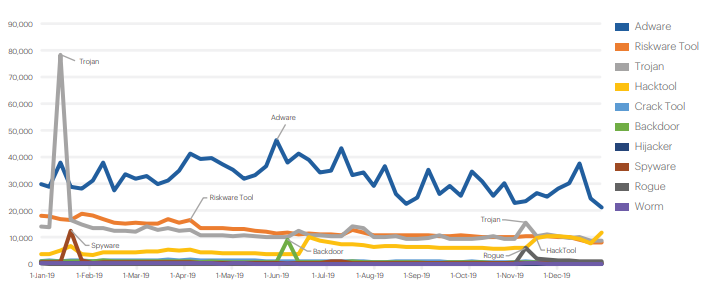 90,000
80,000
70,000
60,000
50,000
40,000
30,000
20,000
10,000
0
1-Jan-19 1-Feb-19 1-Mar-19 1-Apr-19 1-May-19 1-Jun-19 1-Jul-19 1-Aug-19 1-Sep-19 1-Oct-19 1-Nov-19 1-Dec-19
Trojan
Spyware
Riskware Tool
Adware
Backdoor
Trojan
Rogue
HackTool
Adware
Riskware Tool
Trojan
Hacktool
Crack Tool
Backdoor
Hijacker
Spyware
Rogue
Worm